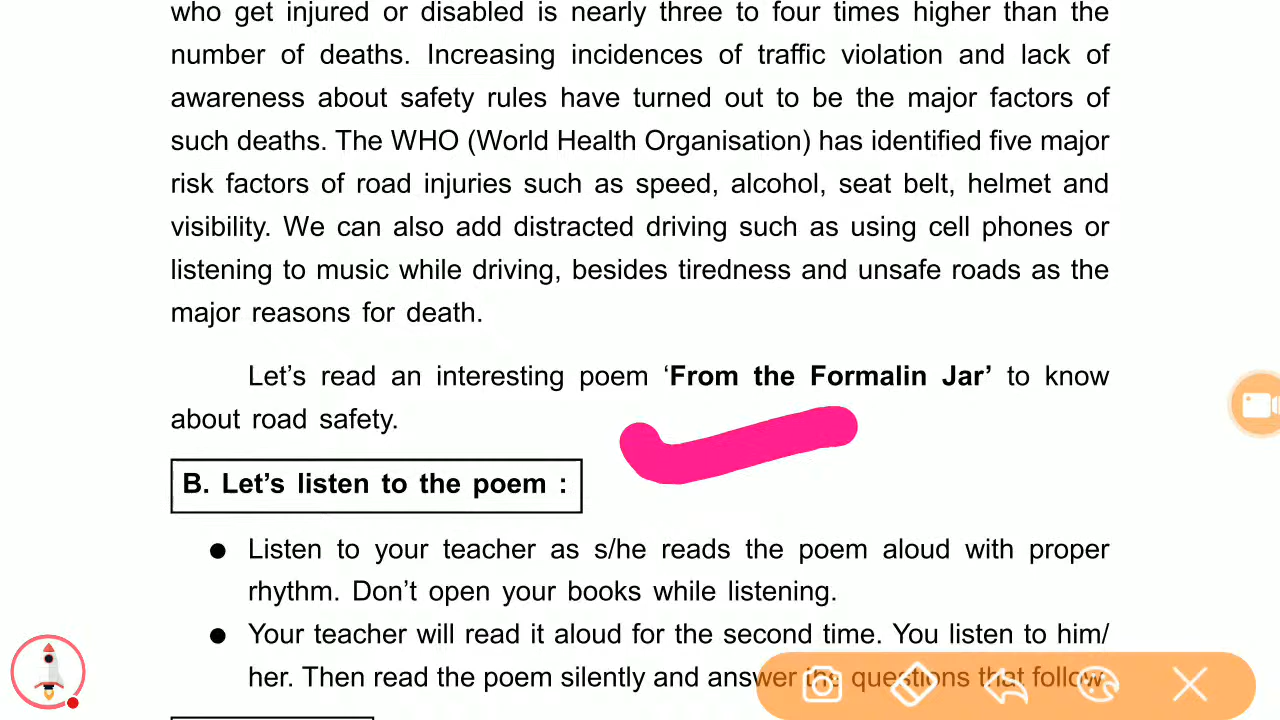 who get injured or disabled is nearly three to four times higher than the
number of deaths. Increasing incidences of traffic violation and lack of
awareness about safety rules have turned out to be the major factors of
such deaths. The WHO (World Health Organisation) has identified five major
risk factors of road injuries such as speed, alcohol, seat belt, helmet and
visibility. We can also add distracted driving such as using cell phones or
listening to music while driving, besides tiredness and unsafe roads as the
major reasons for death.
Let’s read an interesting poem ‘From the Formalin Jar’ to know
about road safety.
B. Let’s listen to the poem :
● Listen to your teacher as s/he reads the poem aloud with proper
rhythm. Don’t open your books while listening.
● Your teacher will read it aloud for the second time. You listen to him/
her. Then read the poem silently and answer the questions that follow